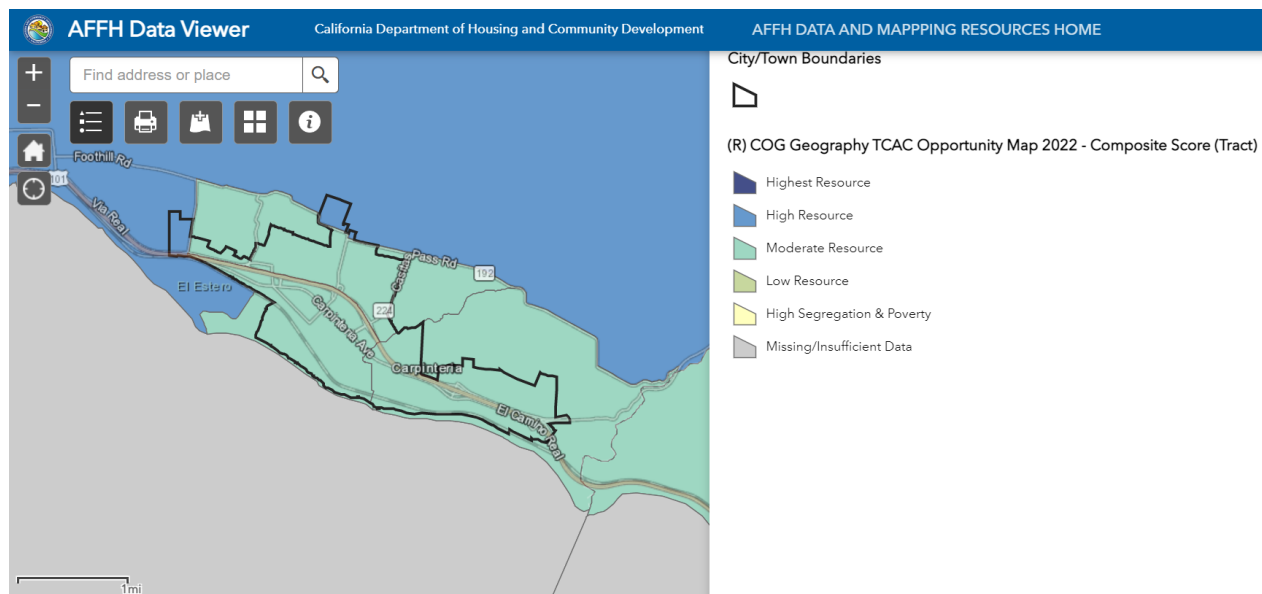 AFFH Data Viewer
California Department of Housing and Community Development
AFFH DATA AND MAPPPING RESOURCES HOME
+
Find address or place
−
Foothill Rd
101
Via Real
El Estero
Pass Rd
192
Casitas
224
Carpinteria Ave
Carpinteria
El Camino Real
1mi
City/Town Boundaries
(R) COG Geography TCAC Opportunity Map 2022 - Composite Score (Tract)
Highest Resource
High Resource
Moderate Resource
Low Resource
High Segregation & Poverty
Missing/Insufficient Data